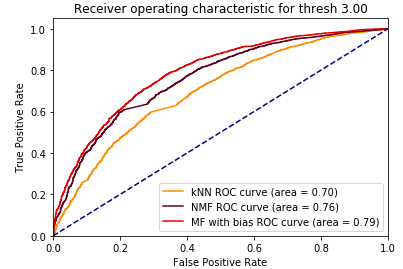 Receiver operating characteristic for thresh 3.00
True Positive Rate
1.0
0.8
0.6
0.4
0.2
0.0
kNN ROC curve (area = 0.70)
NMF ROC curve (area = 0.76)
MF with bias ROC curve (area = 0.79)
0.0 0.2 0.4 0.6 0.8 1.0
False Positive Rate